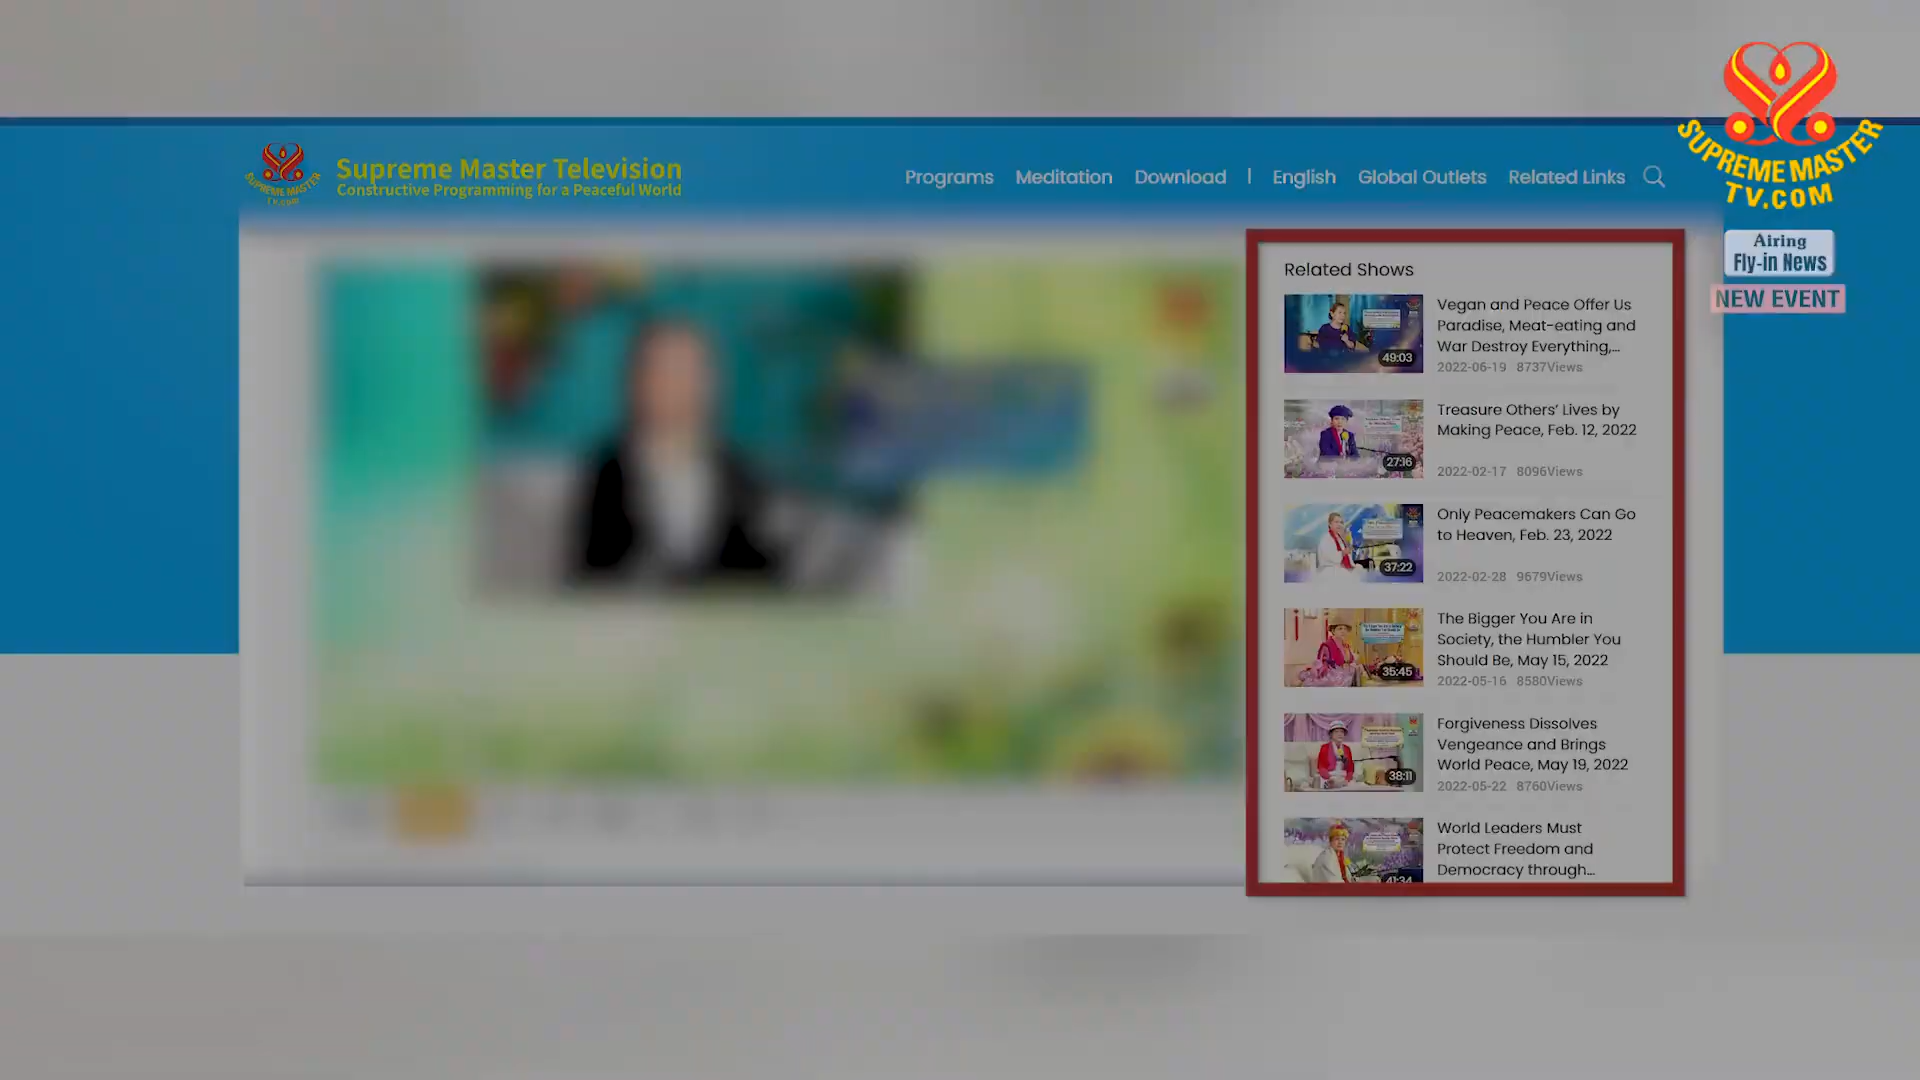 SUPREME MASTER
TV.COM
Supreme Master Television
Constructive Programming for a Peaceful World
Programs
Meditation
Download
|
English
Global Outlets
Related Links
SUPREME MASTER
TV.COM
Airing
Fly-in News
NEW EVENT
Related Shows
49:03
Vegan and Peace Offer Us
Paradise, Meat-eating and
War Destroy Everything,...
2022-06-19 8737Views
27:16
Treasure Others' Lives by
Making Peace, Feb. 12, 2022
2022-02-17 8096Views
37:22
Only Peacemakers Can Go
to Heaven, Feb. 23, 2022
2022-02-28 9679Views
35:45
The Bigger You Are in
Society, the Humbler You
Should Be, May 15, 2022
2022-05-16 8580Views
38:11
Forgiveness Dissolves
Vengeance and Brings
World Peace, May 19, 2022
2022-05-22 8760Views
41:34
World Leaders Must
Protect Freedom and
Democracy through...